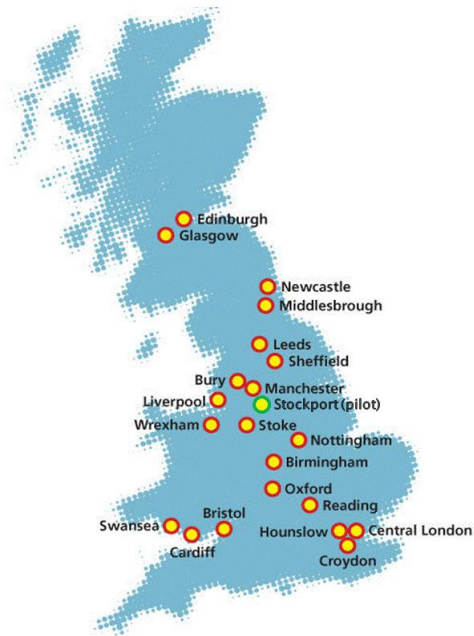 Edinburgh
Glasgow
Newcastle
Middlesbrough
Leeds
Sheffield
Bury
Manchester
Liverpool
Stockport (pilot)
Wrexham
Stoke
Nottingham
Birmingham
Oxford
Reading
Bristol
Swansea
Cardiff
Hounslow
Central London
Croydon